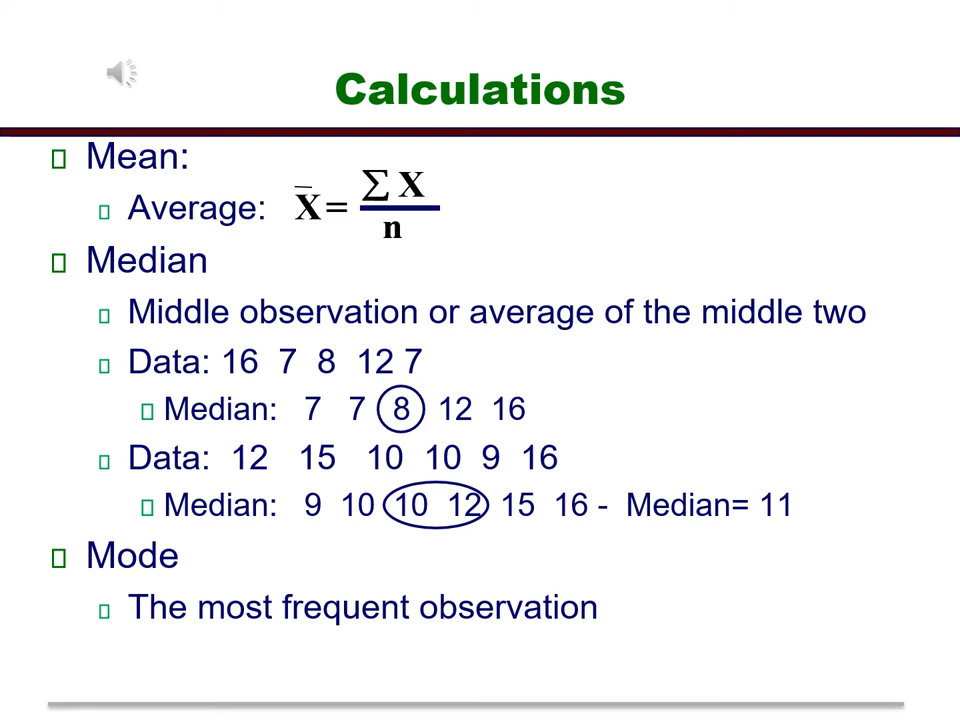 Calculations
Mean:
Average: X̅ = ∑ X / n
Median
Middle observation or average of the middle two
Data: 16 7 8 12 7
Median: 7 7 8 12 16
Data: 12 15 10 10 9 16
Median: 9 10 10 12 15 16 - Median= 11
Mode
The most frequent observation